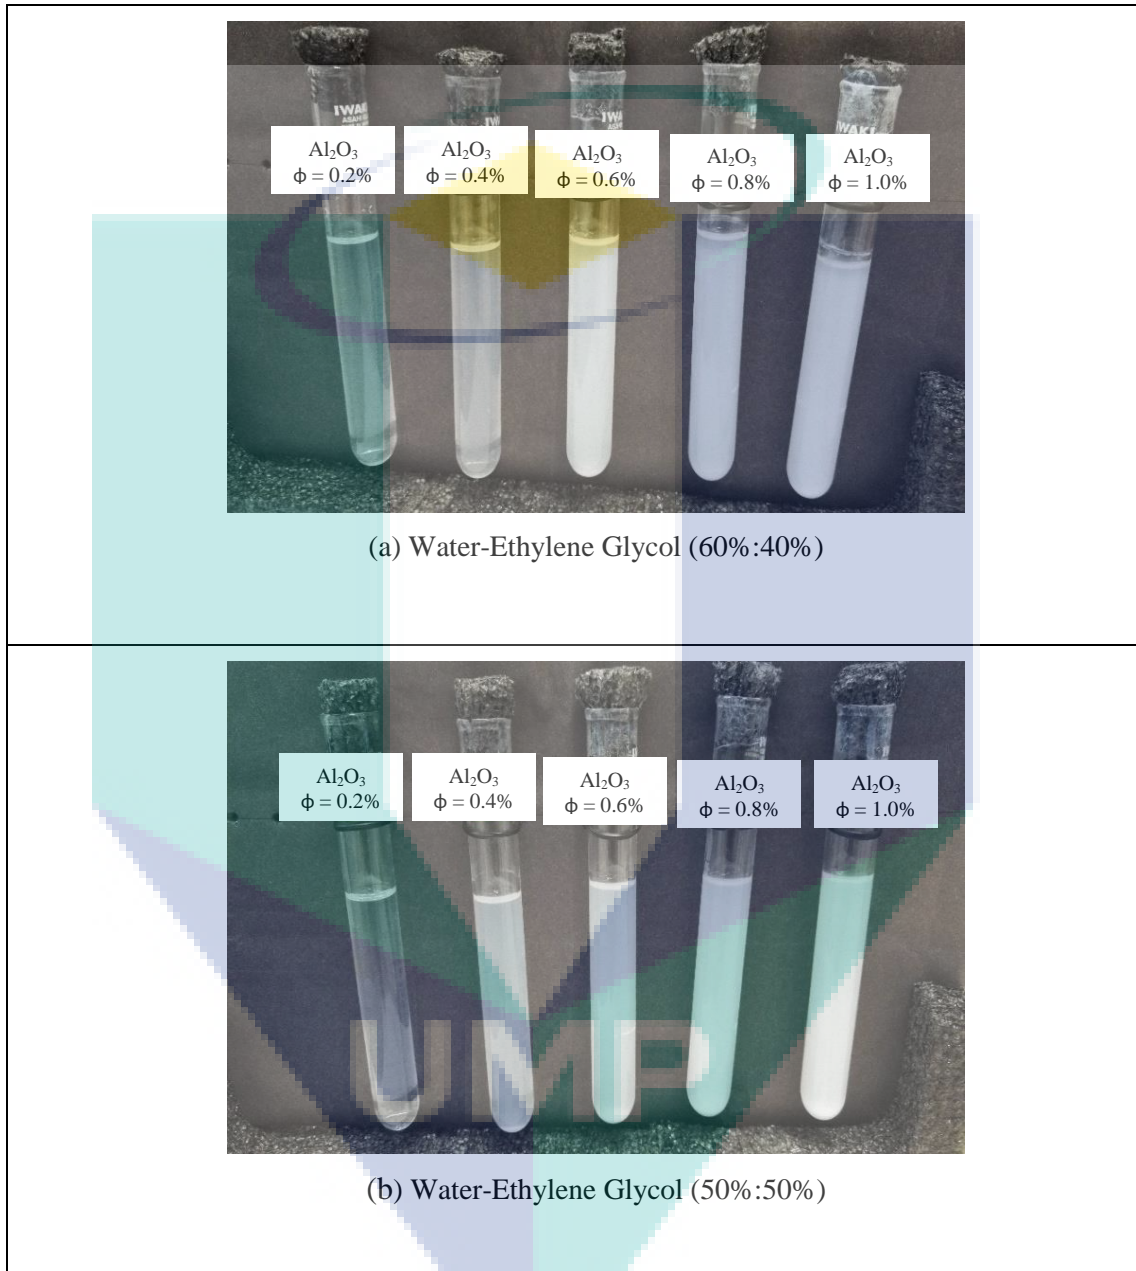 IWAKI
ASAHI
IWAKI
Al₂O₃
ϕ = 0.2%
Al₂O₃
ϕ = 0.4%
Al₂O₃
ϕ = 0.6%
Al₂O₃
ϕ = 0.8%
Al₂O₃
ϕ = 1.0%
(a) Water-Ethylene Glycol (60%:40%)
Al₂O₃
ϕ = 0.2%
Al₂O₃
ϕ = 0.4%
Al₂O₃
ϕ = 0.6%
Al₂O₃
ϕ = 0.8%
Al₂O₃
ϕ = 1.0%
UMP
(b) Water-Ethylene Glycol (50%:50%)